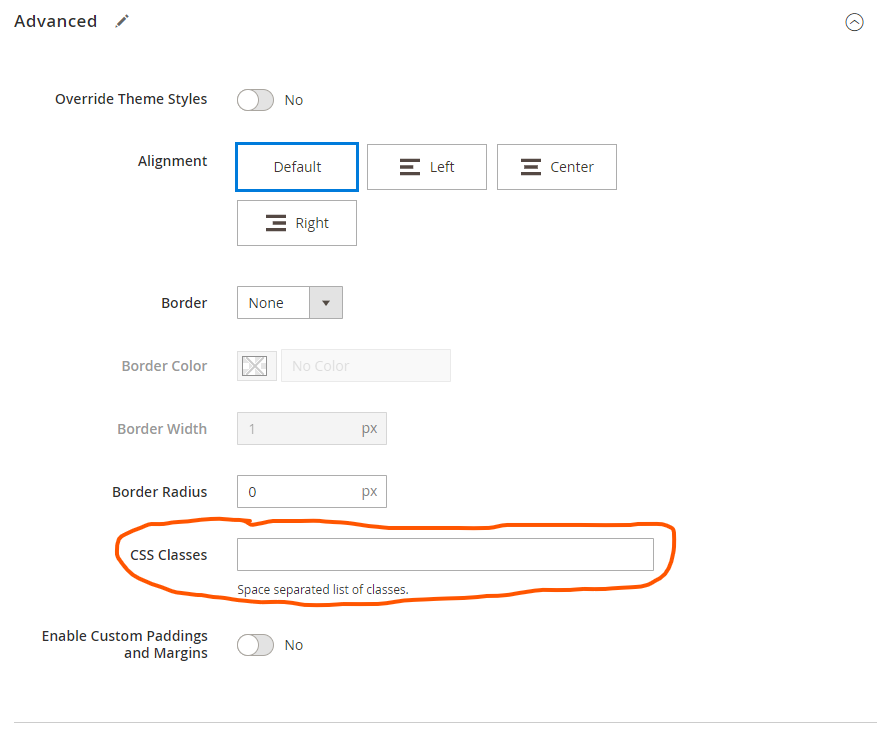 Advanced
Override Theme Styles No
Alignment Default Left Center
Right
Border None
Border Color No Color
Border Width 1 px
Border Radius 0 px
CSS Classes
Space separated list of classes.
Enable Custom Paddings
and Margins No